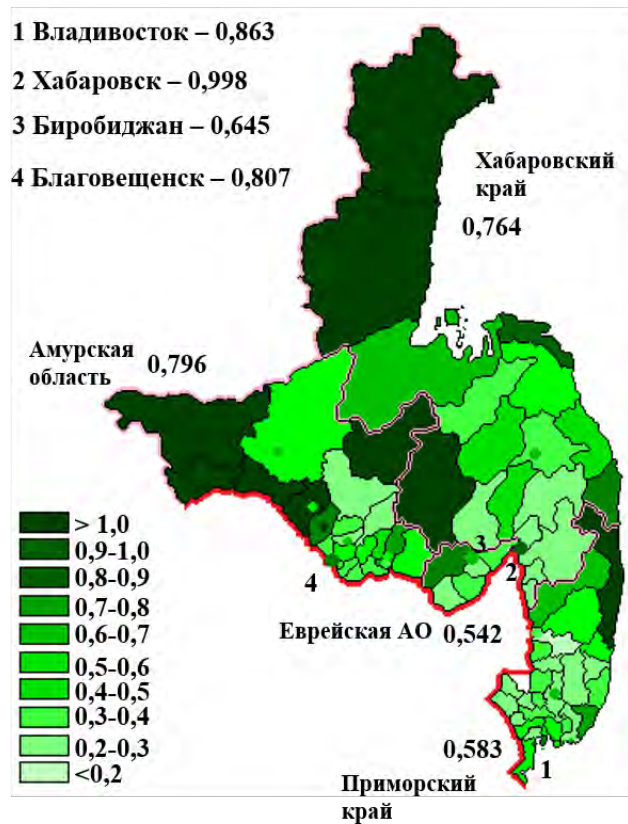 1 Владивосток – 0,863
2 Хабаровск – 0,998
3 Биробиджан – 0,645
4 Благовещенск – 0,807
Хабаровский
край
0,764
Амурская
область
0,796
> 1,0
0,9-1,0
0,8-0,9
0,7-0,8
0,6-0,7
0,5-0,6
0,4-0,5
0,3-0,4
0,2-0,3
<0,2
3
2
4
Еврейская АО 0,542
0,583
1
Приморский
край